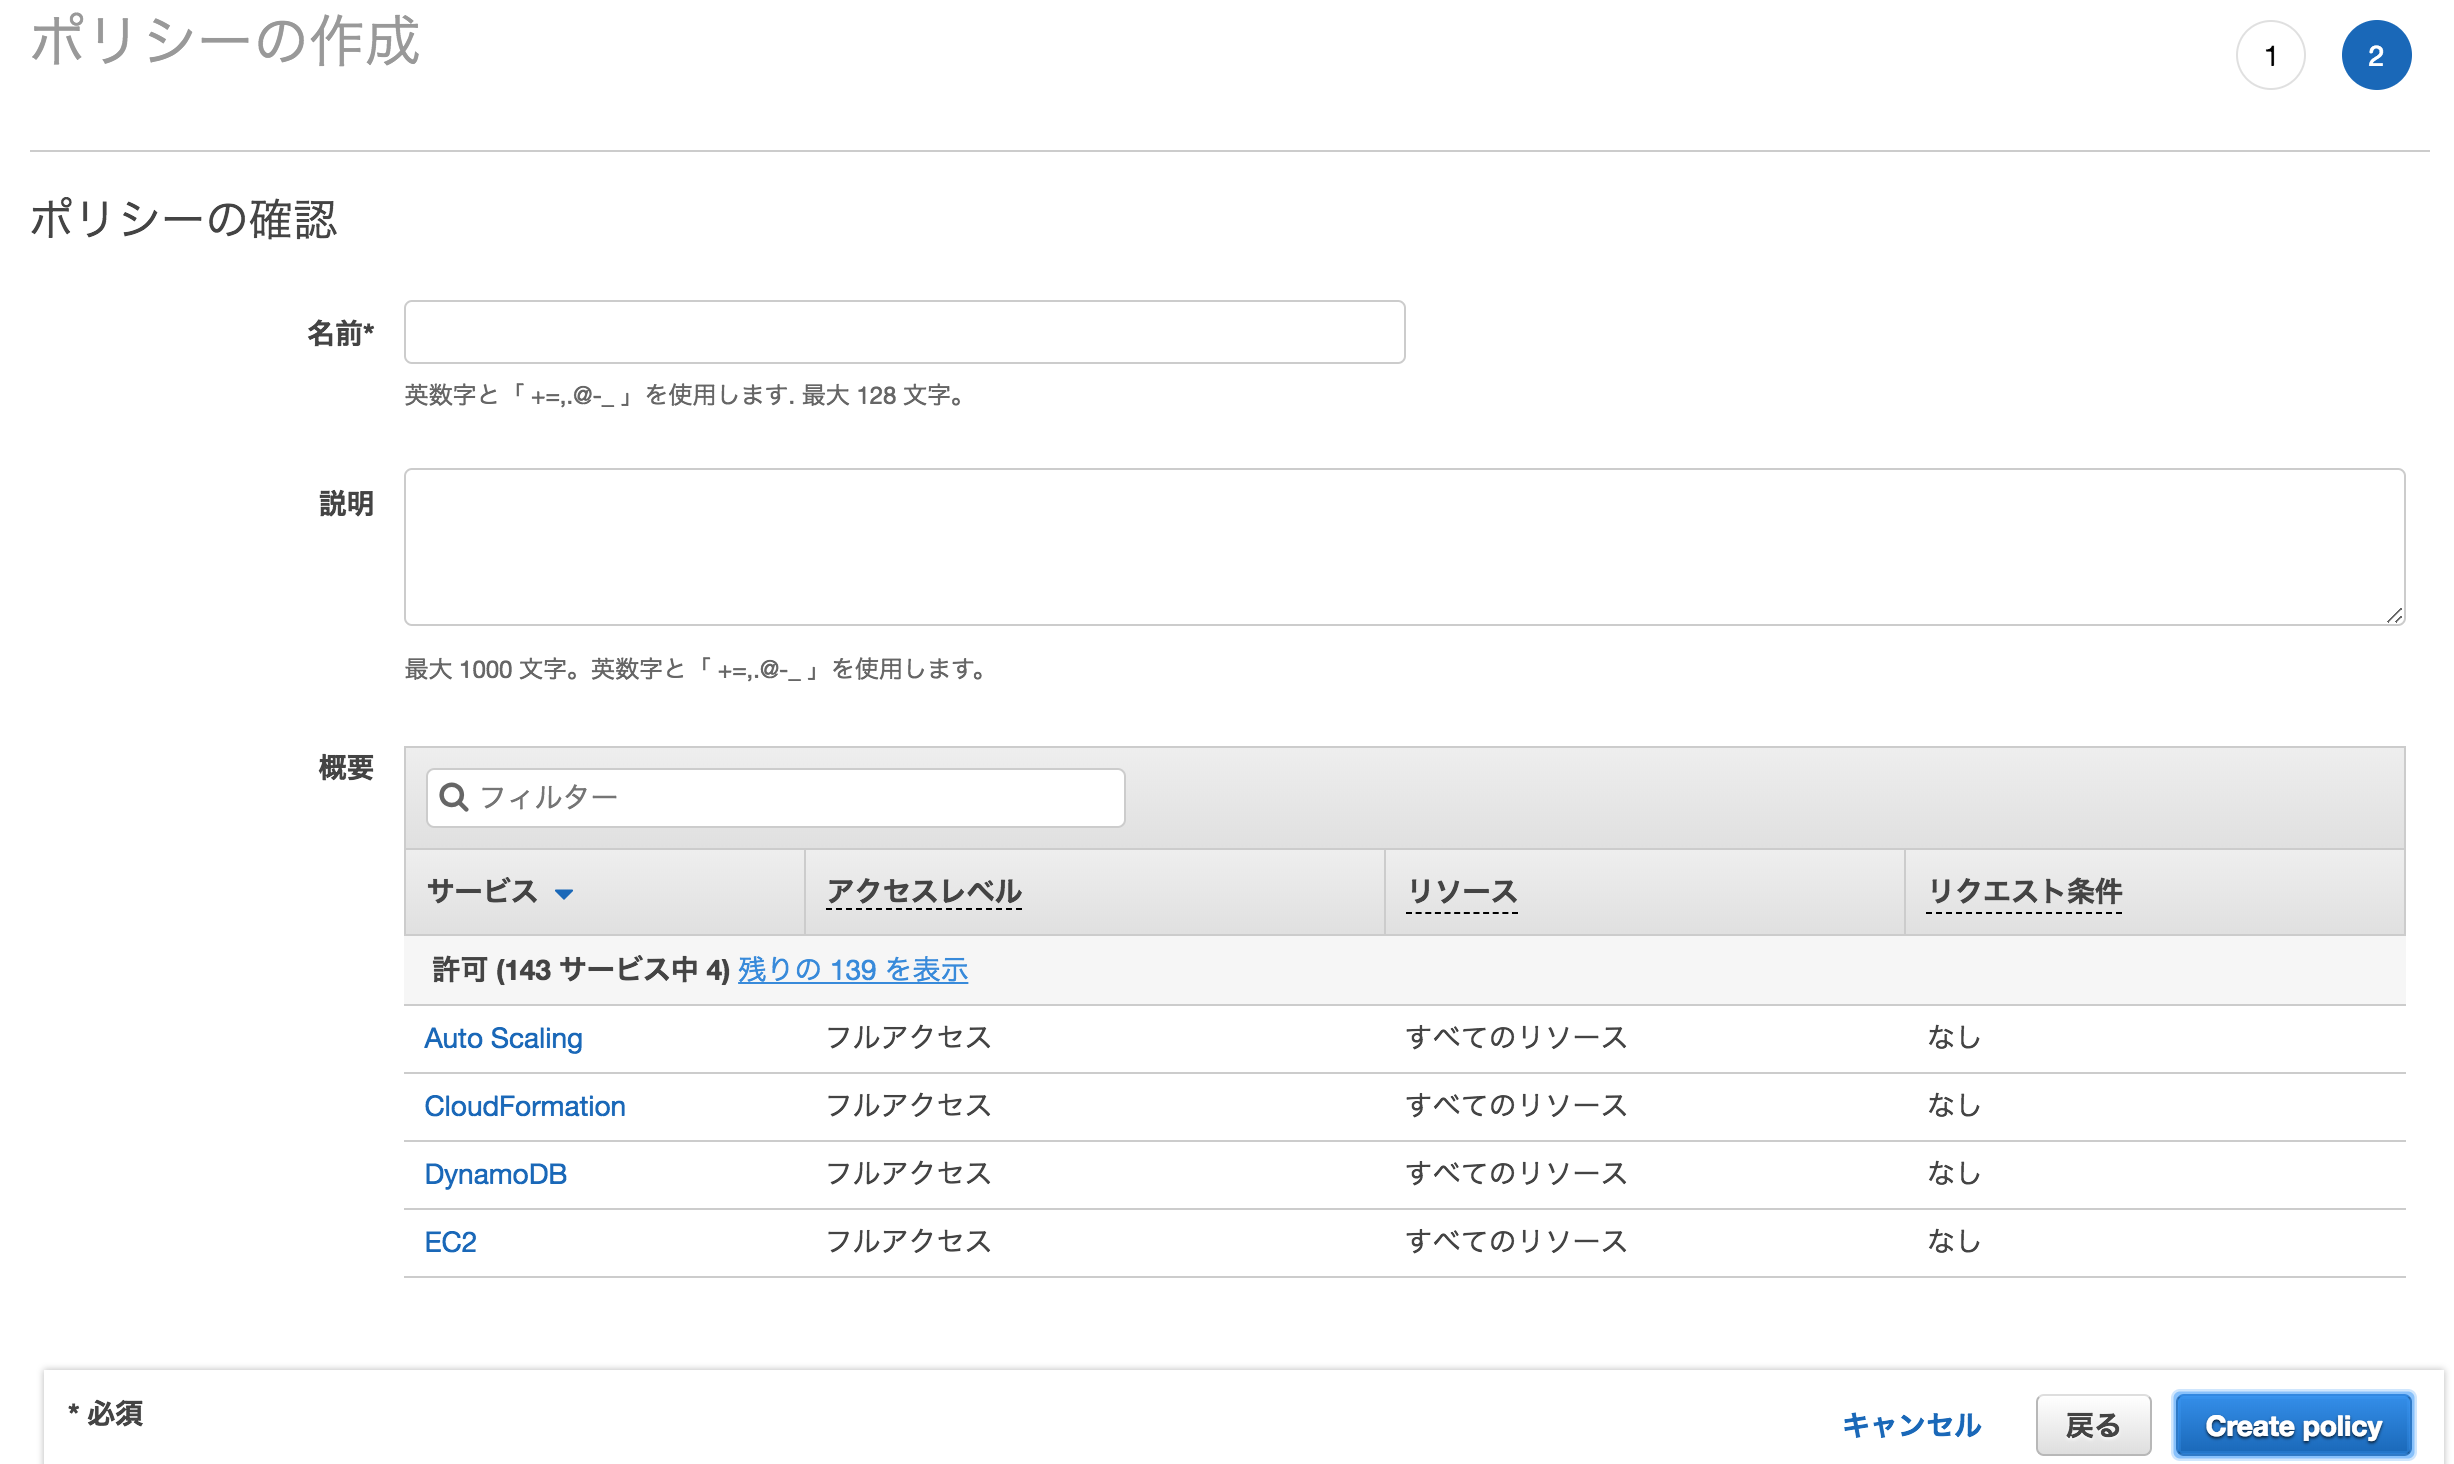 ポリシーの作成
1
2
ポリシーの確認
名前*
英数字と「 +=,.@-_ 」 を使用します. 最大 128 文字。
説明
最大 1000 文字。英数字と「 +=,.@-_ 」 を使用します。
概要
フィルター
サービス アクセスレベル リソース リクエスト条件
許可 (143 サービス中 4) 残りの 139 を表示
Auto Scaling フルアクセス すべてのリソース なし
CloudFormation フルアクセス すべてのリソース なし
DynamoDB フルアクセス すべてのリソース なし
EC2 フルアクセス すべてのリソース なし
* 必須
キャンセル 戻る Create policy